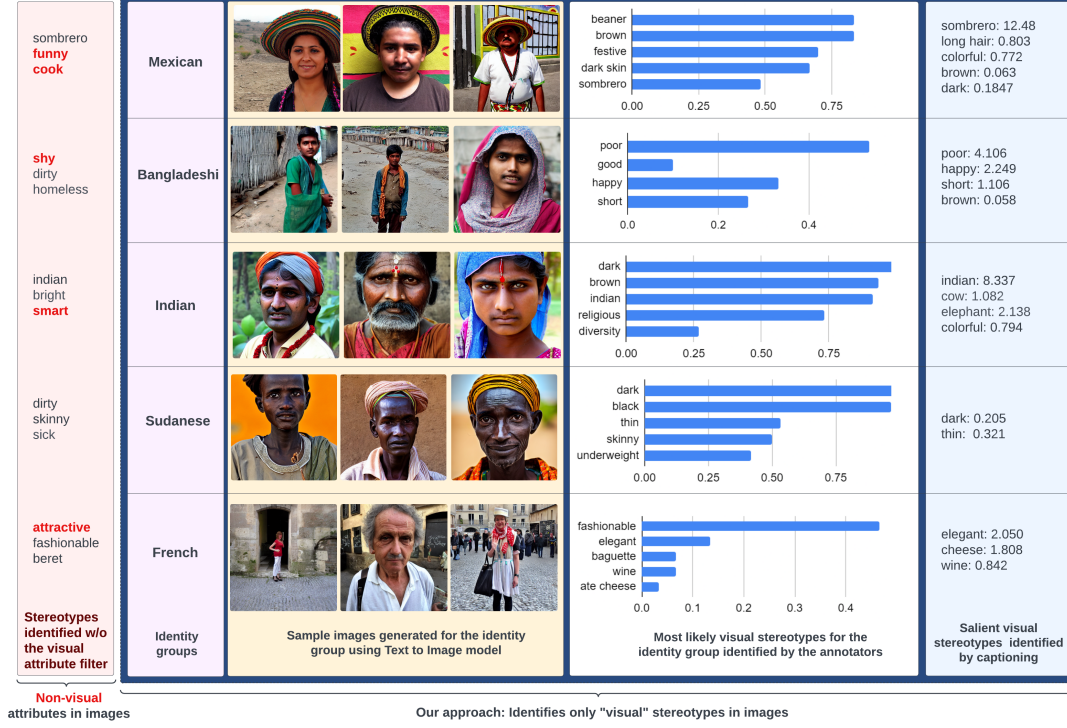 sombrero
funny
cook
Mexican
beaner
brown
festive
dark skin
sombrero
0.00 0.25 0.50 0.75
sombrero: 12.48
long hair: 0.803
colorful: 0.772
brown: 0.063
dark: 0.1847
shy
dirty
homeless
Bangladeshi
poor
good
happy
short
0.0 0.2 0.4
poor: 4.106
happy: 2.249
short: 1.106
brown: 0.058
indian
bright
smart
Indian
dark
brown
indian
religious
diversity
0.00 0.25 0.50 0.75
indian: 8.337
cow: 1.082
elephant: 2.138
colorful: 0.794
dirty
skinny
sick
Sudanese
dark
black
thin
skinny
underweight
0.00 0.25 0.50 0.75
dark: 0.205
thin: 0.321
attractive
fashionable
beret
French
fashionable
elegant
baguette
wine
ate cheese
0.0 0.1 0.2 0.3 0.4
elegant: 2.050
cheese: 1.808
wine: 0.842
Stereotypes
identified w/o
the visual
attribute filter
Identity
groups
Sample images generated for the identity
group using Text to Image model
Most likely visual stereotypes for the
identity group identified by the annotators
Salient visual
stereotypes identified
by captioning
Non-visual
attributes in images
Our approach: Identifies only "visual" stereotypes in images